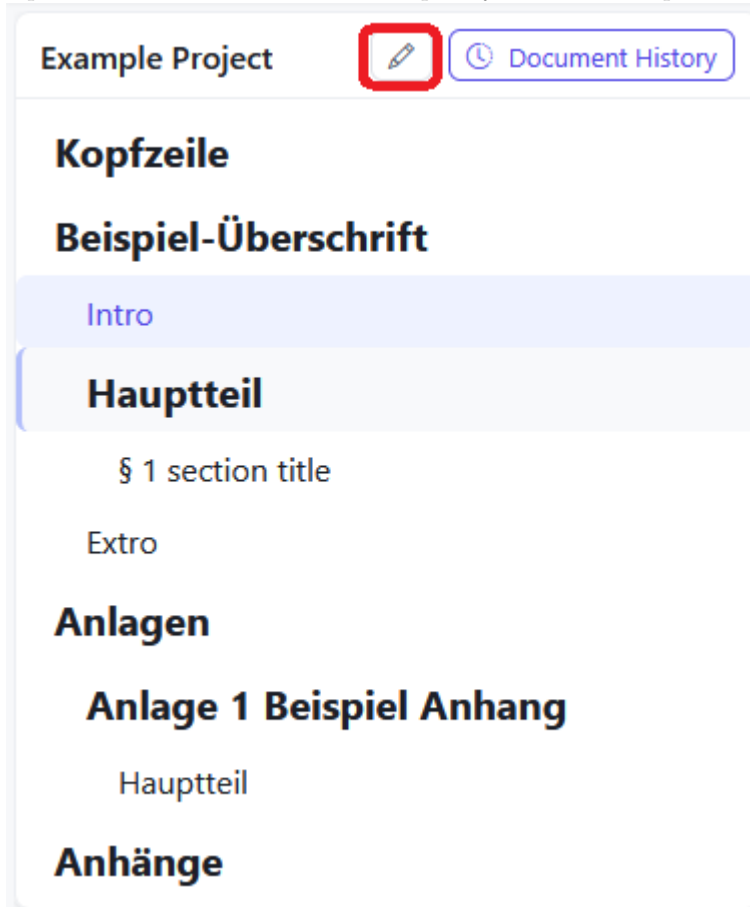 Example Project
Document History
Kopfzeile
Beispiel-Überschrift
Intro
Hauptteil
§ 1 section title
Extro
Anlagen
Anlage 1 Beispiel Anhang
Hauptteil
Anhänge